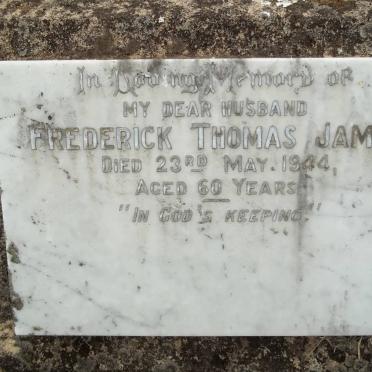 In Loving Memory of
MY DEAR HUSBAND
FREDERICK THOMAS JAM
DIED 23RD MAY. 1944,
AGED 60 YEARS
"IN GOD'S KEEPING."